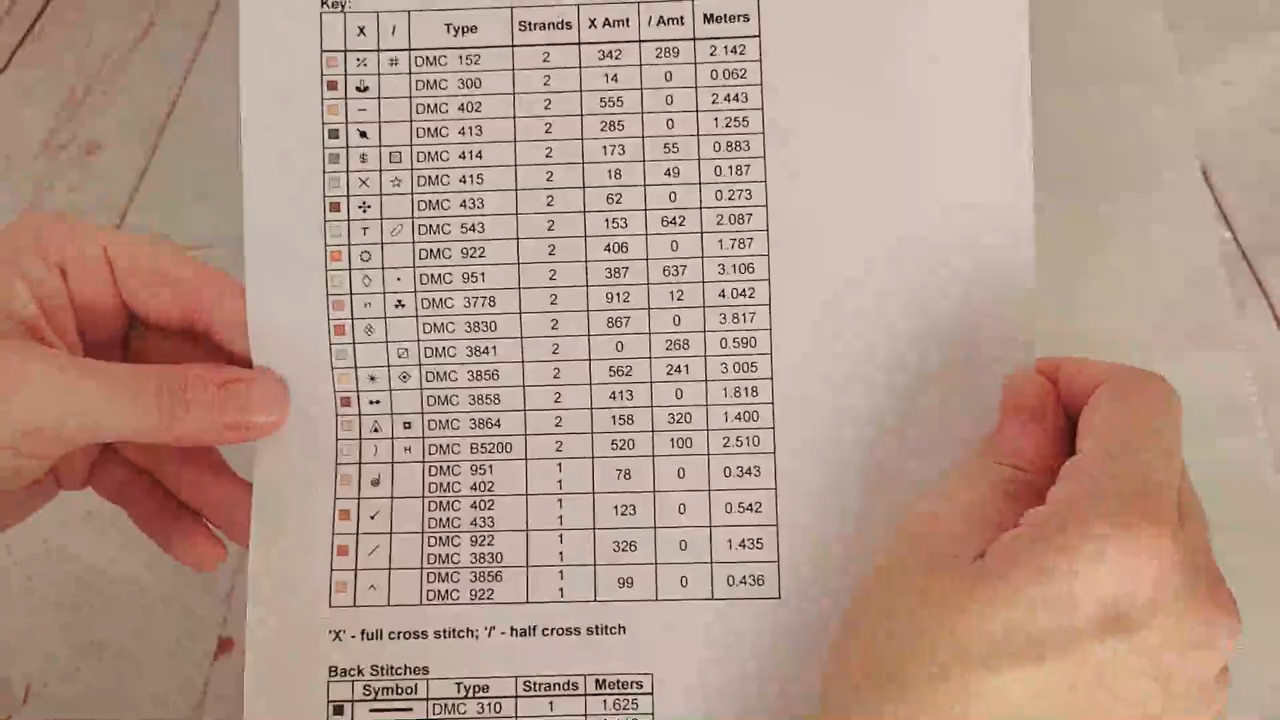 Key:
X / Type Strands X Amt / Amt Meters
# DMC 152 2 342 289 2.142
DMC 300 2 14 0 0.062
– DMC 402 2 555 0 2.443
DMC 413 2 285 0 1.255
$ DMC 414 2 173 55 0.883
X ☆ DMC 415 2 18 49 0.187
DMC 433 2 62 0 0.273
T DMC 543 2 153 642 2.087
DMC 922 2 406 0 1.787
DMC 951 2 387 637 3.106
DMC 3778 2 912 12 4.042
DMC 3830 2 867 0 3.817
DMC 3841 2 0 268 0.590
* DMC 3856 2 562 241 3.005
DMC 3858 2 413 0 1.818
DMC 3864 2 158 320 1.400
) H DMC B5200 2 520 100 2.510
DMC 951 1
78 0 0.343
DMC 402 1
DMC 402 1
✓ 123 0 0.542
DMC 433 1
DMC 922 1
/ 326 0 1.435
DMC 3830 1
DMC 3856 1
^ 99 0 0.436
DMC 922 1
'X' - full cross stitch; '/' - half cross stitch
Back Stitches
Symbol Type Strands Meters
DMC 310 1 1.625